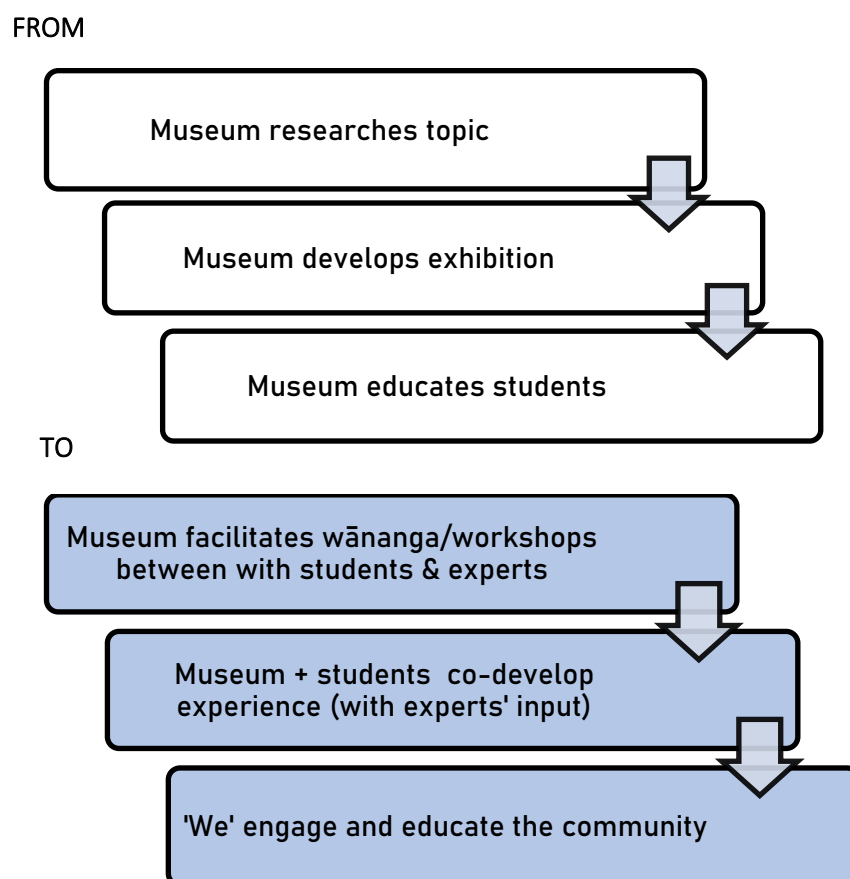 FROM
Museum researches topic
Museum develops exhibition
Museum educates students
TO
Museum facilitates wānanga/workshops
between with students & experts
Museum + students  co-develop
experience (with experts' input)
'We' engage and educate the community